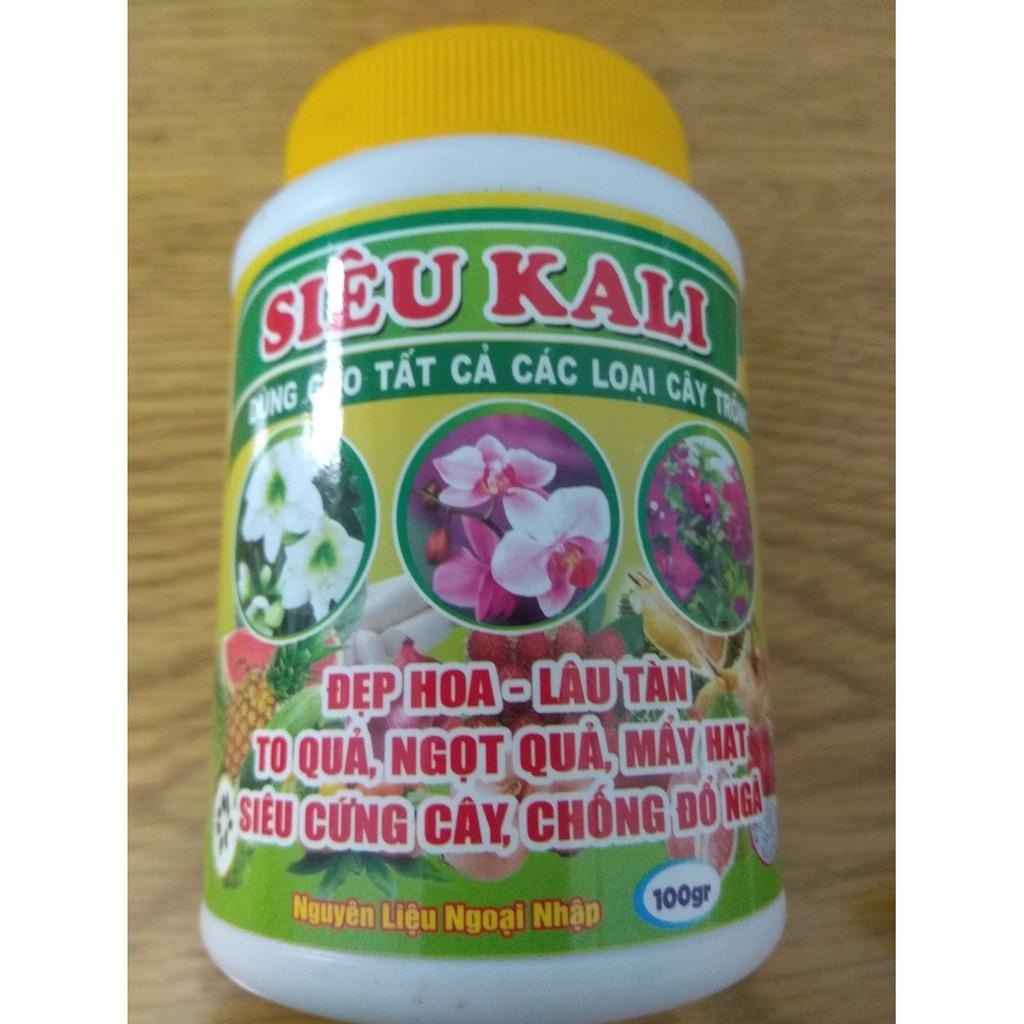 SIÊU KALI
DÙNG CHO TẤT CẢ CÁC LOẠI CÂY TRỒNG
ĐẸP HOA - LÂU TÀN
TO QUẢ, NGỌT QUẢ, MẨY HẠT
SIÊU CỨNG CÂY, CHỐNG ĐỔ NGÃ
100gr
Nguyên Liệu Ngoại Nhập